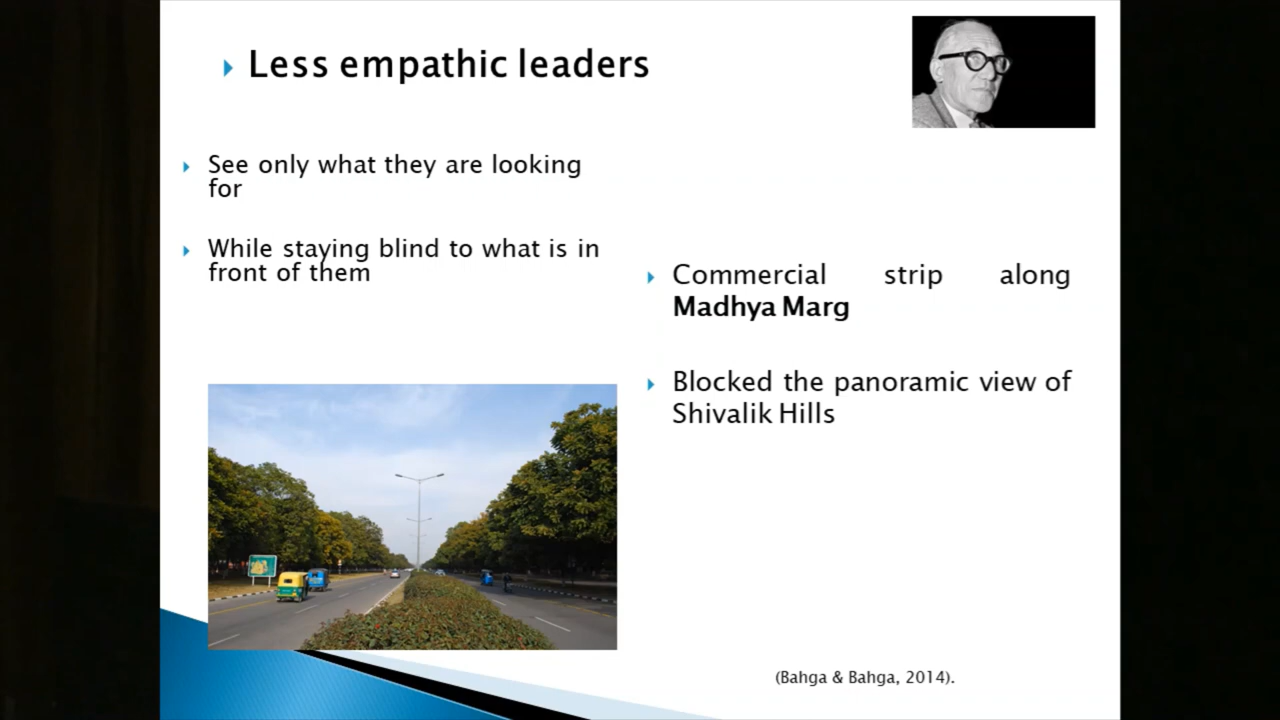 Less empathic leaders
See only what they are looking
for
While staying blind to what is in
front of them
Commercial strip along
Madhya Marg
Blocked the panoramic view of
Shivalik Hills
(Bahga & Bahga, 2014).